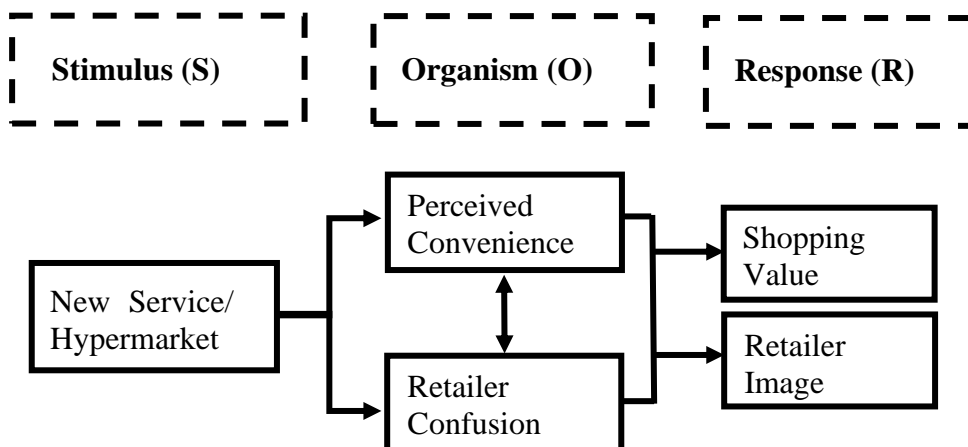 Stimulus (S)
Organism (O)
Response (R)
Perceived
Convenience
Shopping
Value
New Service/
Hypermarket
Retailer
Image
Retailer
Confusion